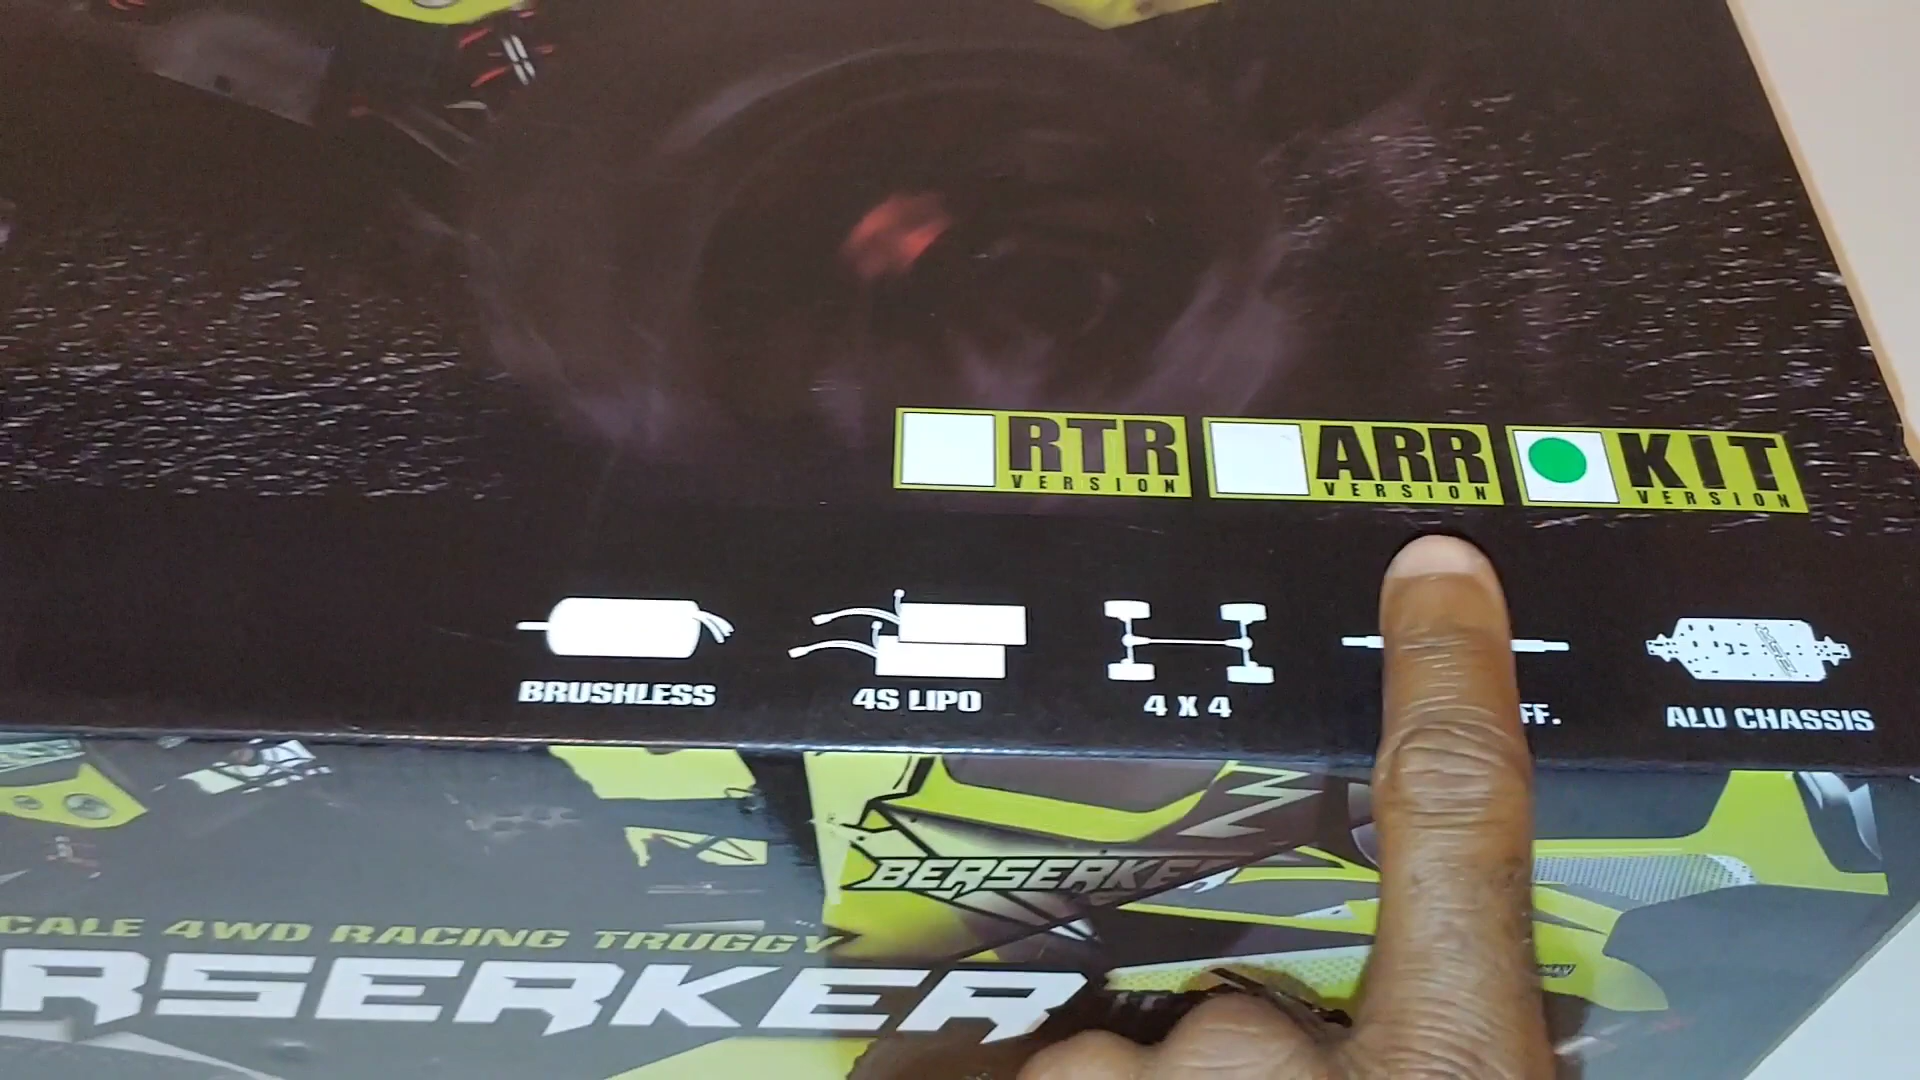 RTR VERSION
ARR VERSION
KIT VERSION
BRUSHLESS
4S LIPO
4 X 4
FF.
ALU CHASSIS
BERSERKER
CALE 4WD RACING TRUGGY
RSERKER